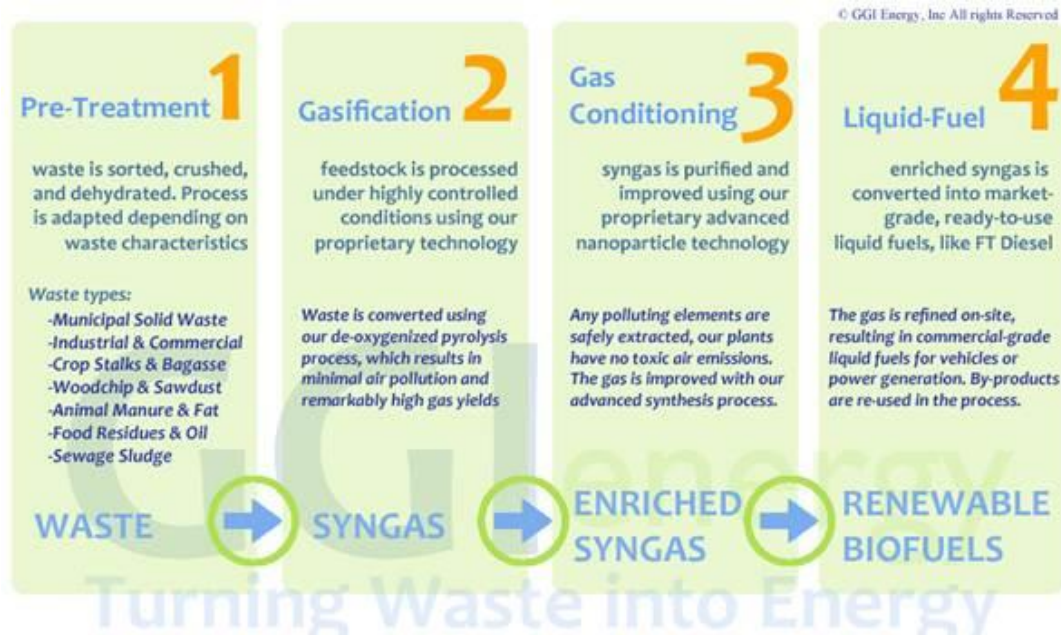 © GGI Energy, Inc All rights Reserved
1
Pre-Treatment
waste is sorted, crushed,
and dehydrated. Process
is adapted depending on
waste characteristics
Waste types:
-Municipal Solid Waste
-Industrial & Commercial
-Crop Stalks & Bagasse
-Woodchip & Sawdust
-Animal Manure & Fat
-Food Residues & Oil
-Sewage Sludge
WASTE
2
Gasification
feedstock is processed
under highly controlled
conditions using our
proprietary technology
Waste is converted using
our de-oxygenized pyrolysis
process, which results in
minimal air pollution and
remarkably high gas yields
SYNGAS
3
Gas
Conditioning
syngas is purified and
improved using our
proprietary advanced
nanoparticle technology
Any polluting elements are
safely extracted, our plants
have no toxic air emissions.
The gas is improved with our
advanced synthesis process.
ENRICHED
SYNGAS
4
Liquid-Fuel
enriched syngas is
converted into market-
grade, ready-to-use
liquid fuels, like FT Diesel
The gas is refined on-site,
resulting in commercial-grade
liquid fuels for vehicles or
power generation. By-products
are re-used in the process.
RENEWABLE
BIOFUELS
GGI energy
Turning Waste into Energy